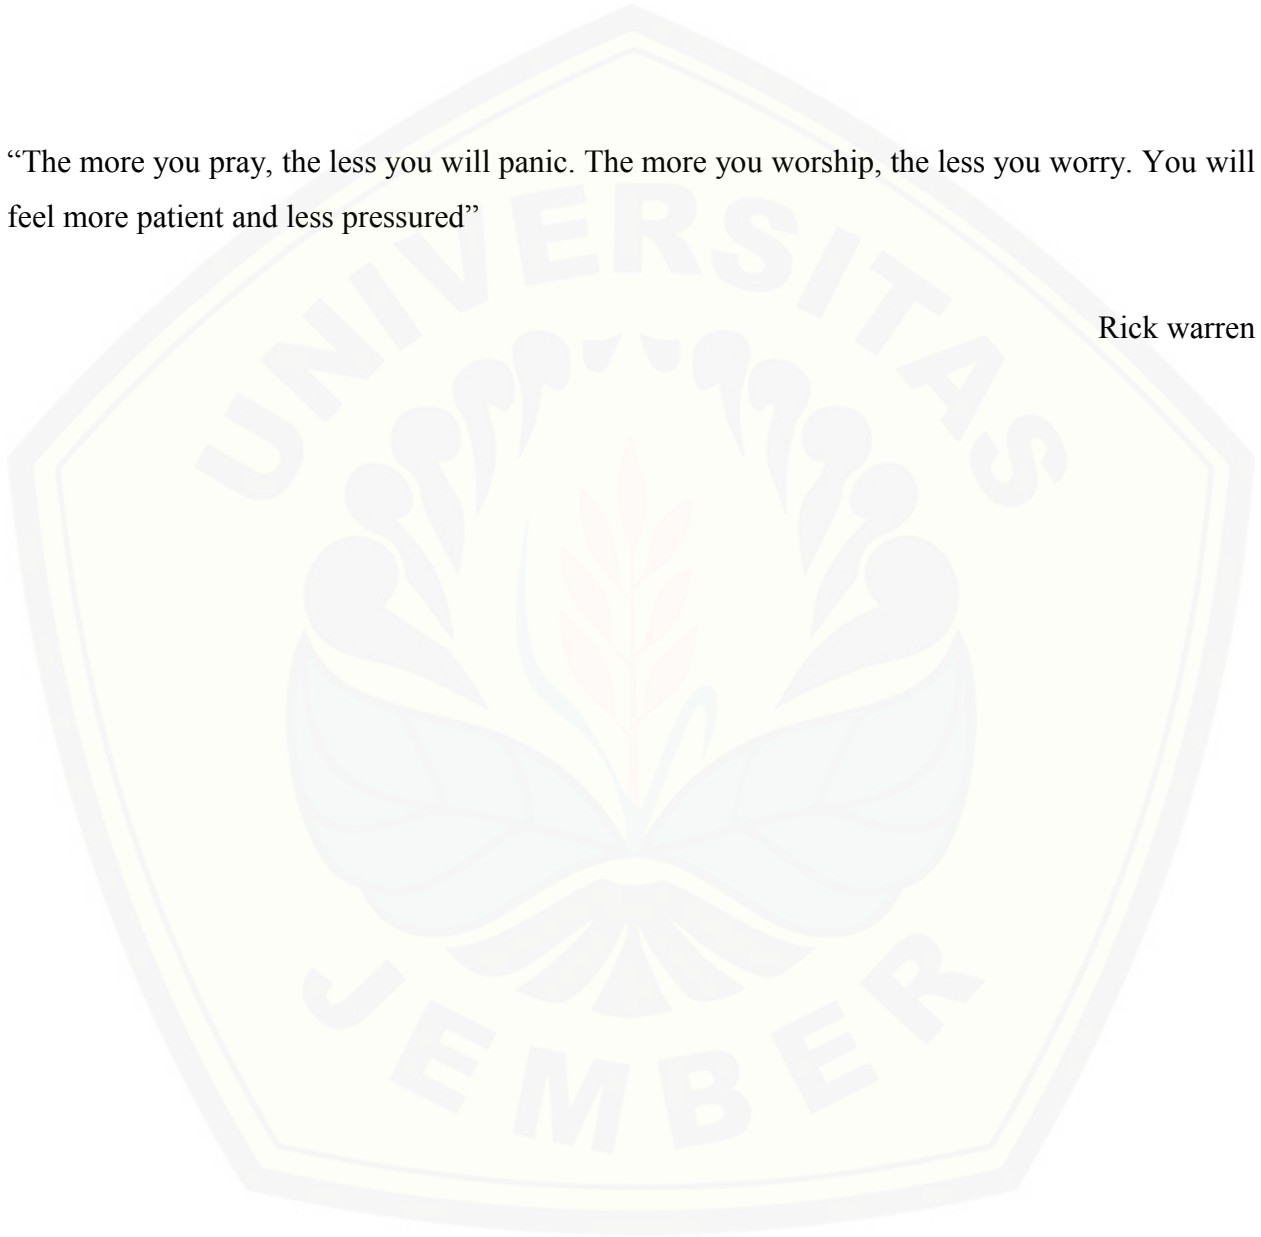 “The more you pray, the less you will panic. The more you worship, the less you worry. You will
feel more patient and less pressured”
Rick warren
UNIVERSITAS
JEMBER